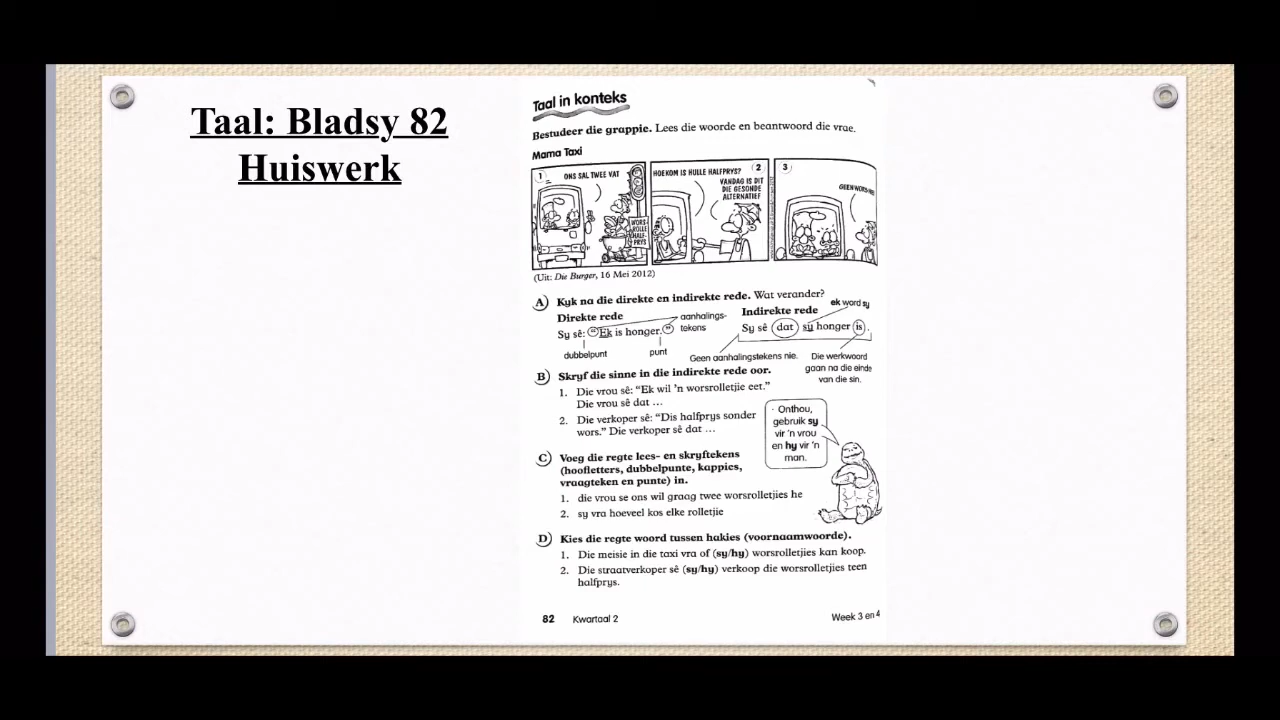 Taal: Bladsy 82
Huiswerk
Taal in konteks
Bestudeer die grappie. Lees die woorde en beantwoord die vrae.
Mama Taxi
1
ONS SAL TWEE VAT
WORS-
ROLLE
HALF-
PRYS
HOEKOM IS HULLE HALFPRYS?
2
VANDAG IS DIT
DIE GESONDE
ALTERNATIEF
3
(Uit: Die Burger, 16 Mei 2012)
A) Kyk na die direkte en indirekte rede. Wat verander?
ek word sy
Direkte rede
aanhalings-
tekens
Indirekte rede
Sy sê: “Ek is honger.”
Sy sê dat sy honger is.
dubbelpunt
punt
Geen aanhalingstekens nie.
Die werkwoord
gaan na die einde
van die sin.
B) Skryf die sinne in die indirekte rede oor.
1. Die vrou sê: “Ek wil ’n worsrolletjie eet.”
Die vrou sê dat ...
2. Die verkoper sê: “Dis halfprys sonder
wors.” Die verkoper sê dat ...
Onthou,
gebruik sy
vir ’n vrou
en hy vir ’n
man.
C) Voeg die regte lees- en skryftekens
(hoofletters, dubbelpunte, kappies,
vraagteken en punte) in.
1. die vrou se ons wil graag twee worsrolletjies he
2. sy vra hoeveel kos elke rolletjie
D) Kies die regte woord tussen hakies (voornaamwoorde).
1. Die meisie in die taxi vra of (sy/hy) worsrolletjies kan koop.
2. Die straatverkoper sê (sy/hy) verkoop die worsrolletjies teen
halfprys.
82 Kwartaal 2
Week 3 en 4